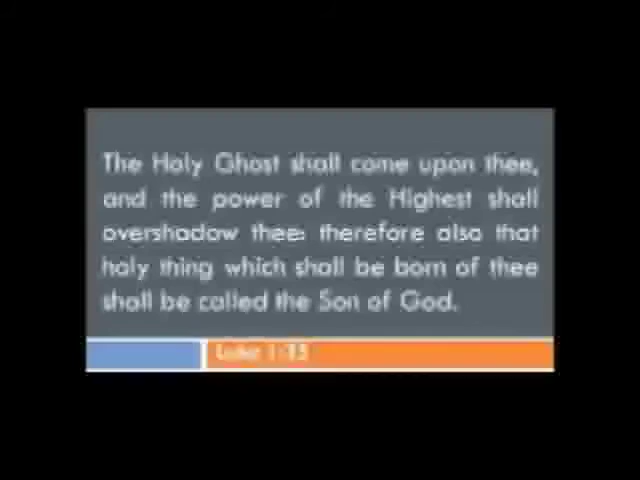 The Holy Ghost shall come upon thee,
and the power of the Highest shall
overshadow thee: therefore also that
holy thing which shall be born of thee
shall be called the Son of God.
Luke 1:35